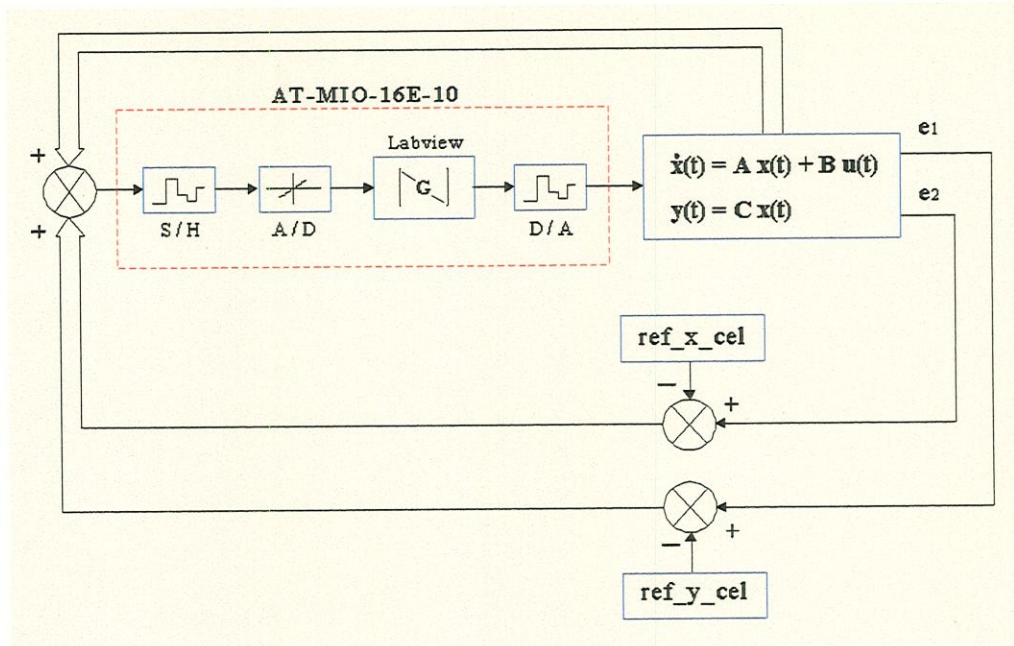 AT-MIO-16E-10
+
Labview
G
S/H
A/D
D/A
ẋ(t) = A x(t) + B u(t)
y(t) = C x(t)
e1
e2
+
ref_x_cel
−
+
+
−
ref_y_cel